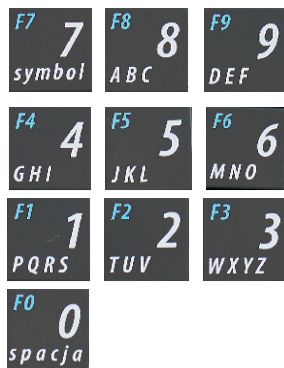 F7 7 F8 8 F9 9
symbol ABC DEF
F4 4 F5 5 F6 6
GHI JKL MNO
F1 1 F2 2 F3 3
PQRS TUV WXYZ
F0 0
spacja